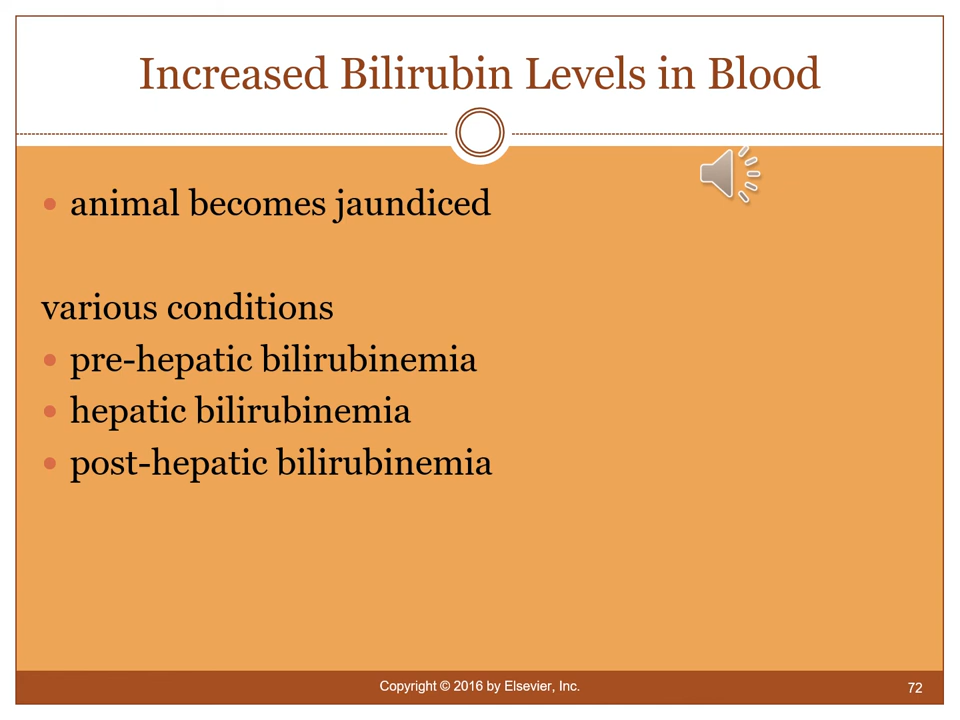 Increased Bilirubin Levels in Blood
animal becomes jaundiced
various conditions
pre-hepatic bilirubinemia
hepatic bilirubinemia
post-hepatic bilirubinemia
Copyright © 2016 by Elsevier, Inc.
72